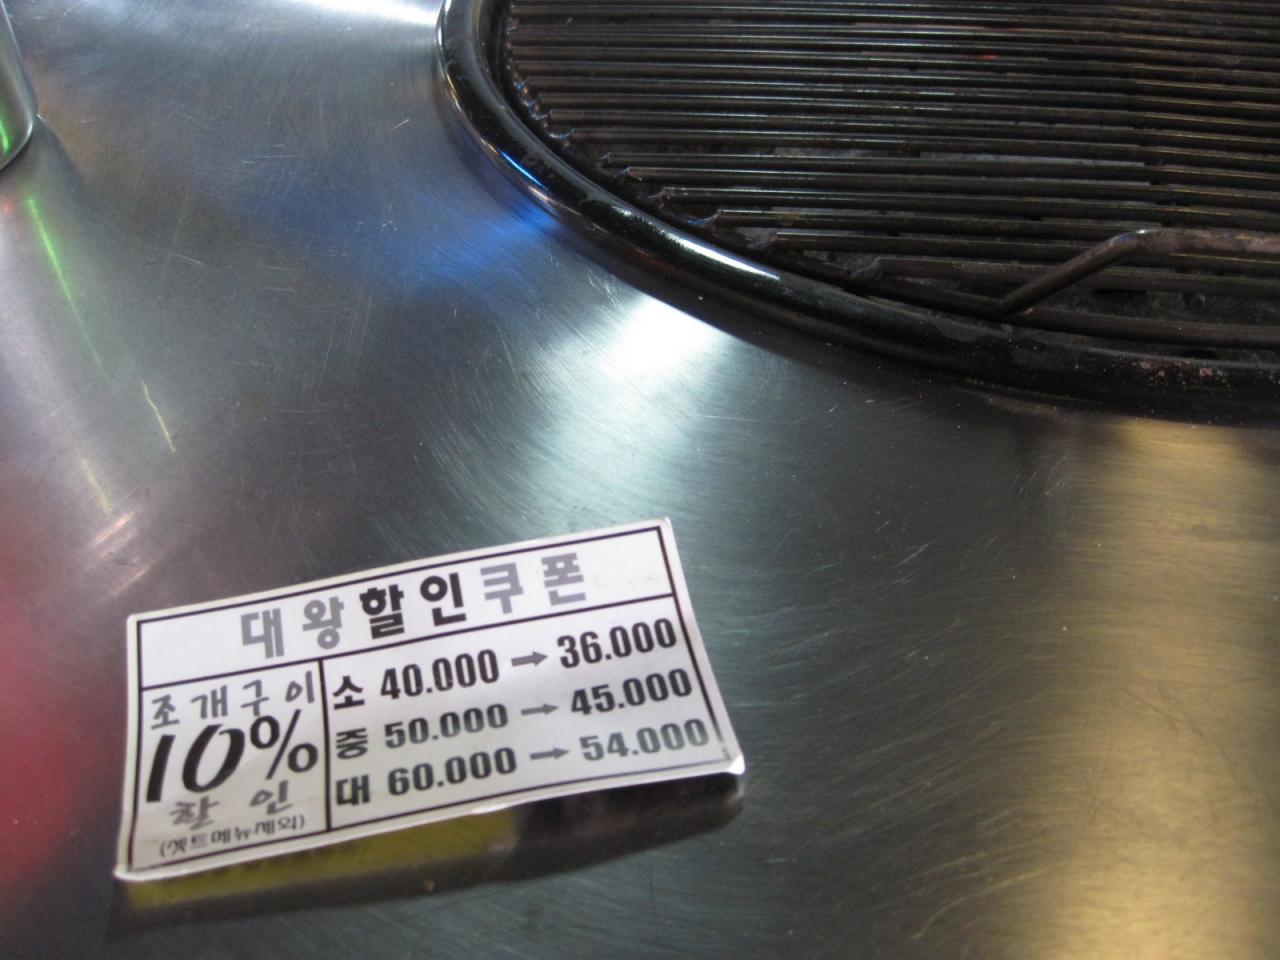 대왕할인쿠폰
조개구이
10%
할인
(셋트메뉴제외)
소 40.000 → 36.000
중 50.000 → 45.000
대 60.000 → 54.000